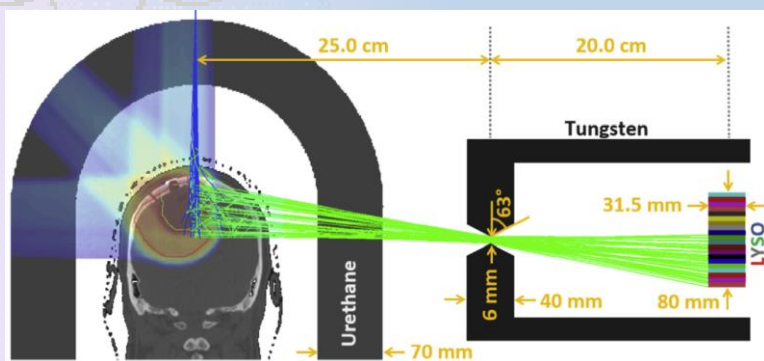 25.0 cm
20.0 cm
Tungsten
63°
31.5 mm
LYSO
Urethane
6 mm
40 mm
80 mm
70 mm